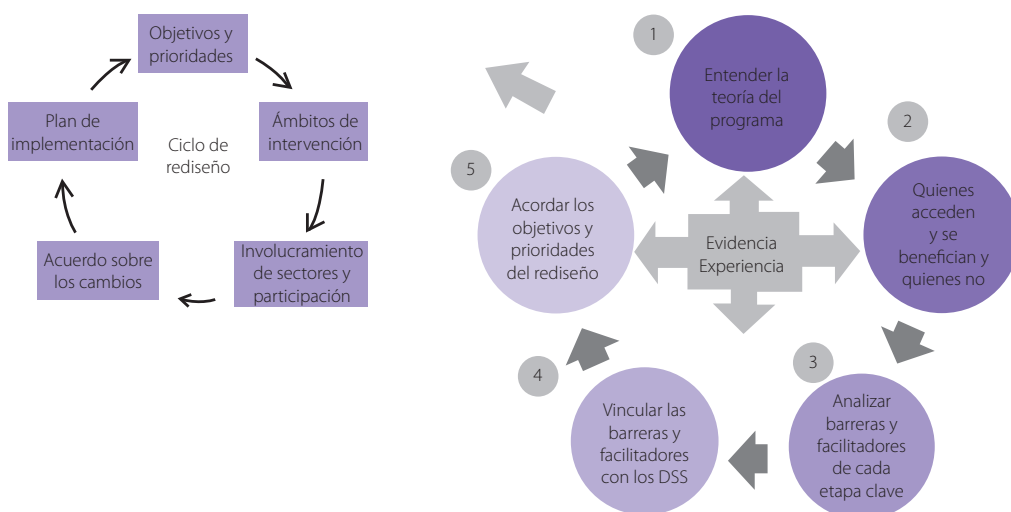 Objetivos y
prioridades
Ámbitos de
intervención
Involucramiento
de sectores y
participación
Acuerdo sobre
los cambios
Plan de
implementación
Ciclo de
rediseño
1
Entender la
teoría del
programa
2
Quienes
acceden
y se
benefician y
quienes no
3
Analizar
barreras y
facilitadores
de cada
etapa clave
4
Vincular las
barreras y
facilitadores
con los DSS
5
Acordar los
objetivos y
prioridades
del rediseño
Evidencia
Experiencia